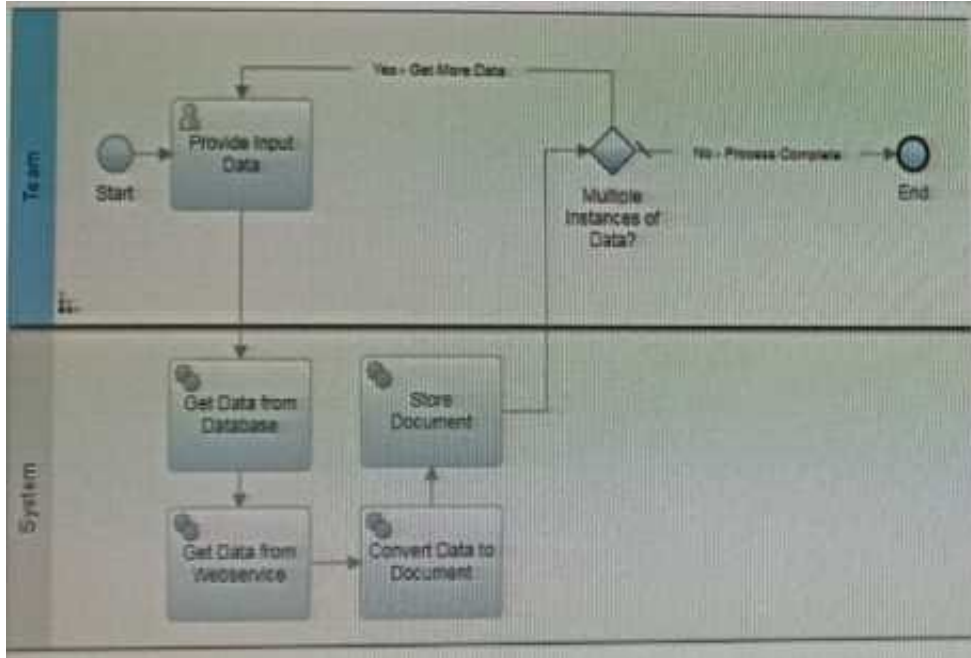 Team
Yes - Get More Data
Provide Input
Data
Start
No - Process Complete
End
Multiple
Instances of
Data?
System
Get Data from
Database
Store
Document
Get Data from
Webservice
Convert Data to
Document